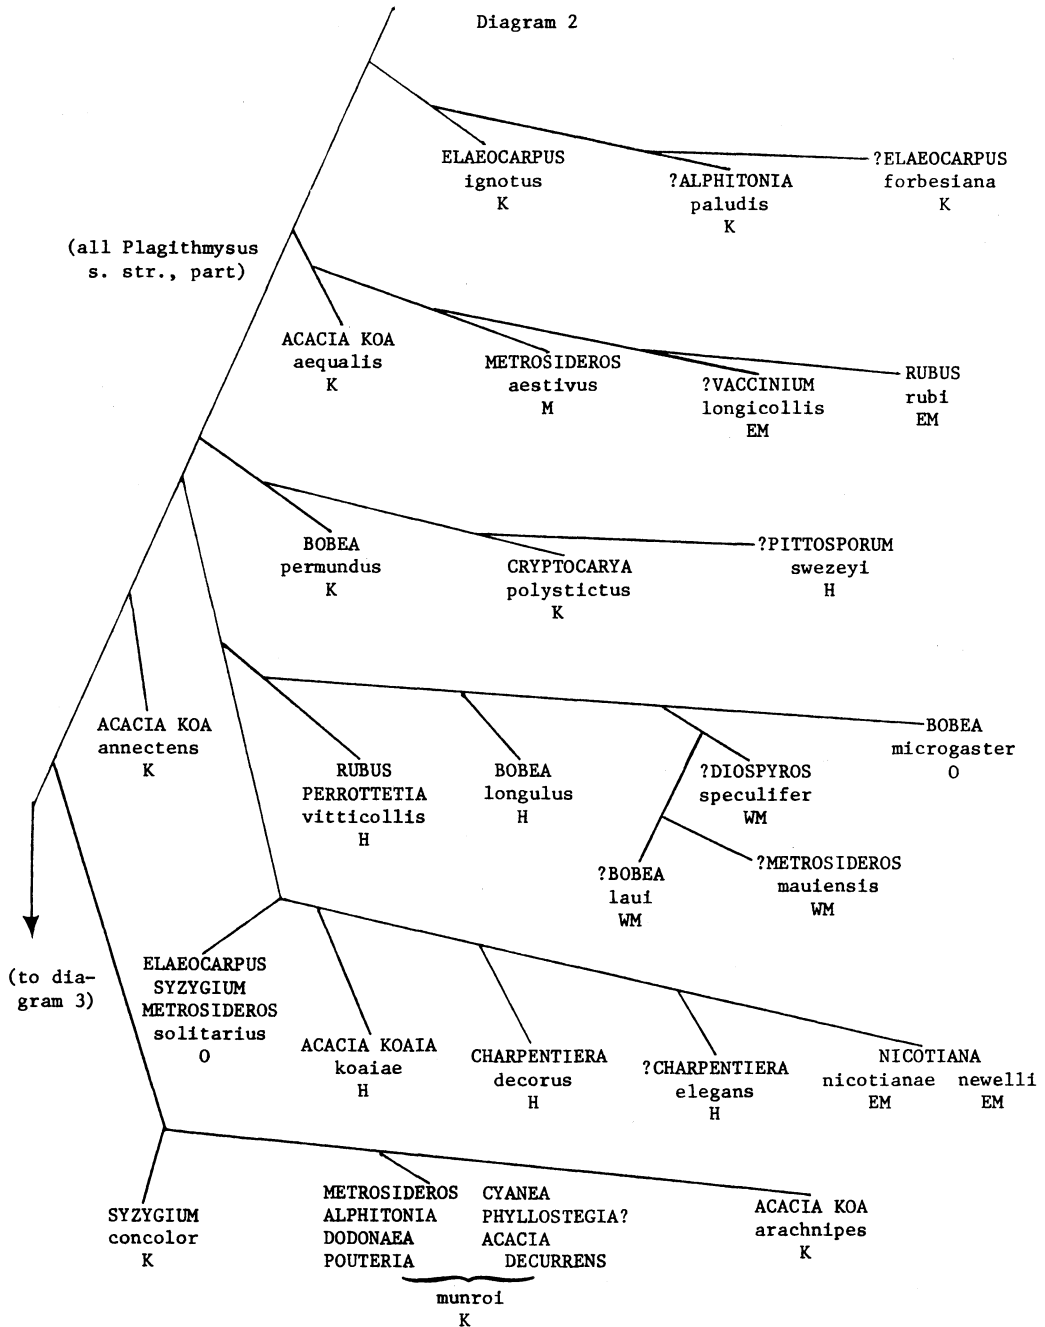 Diagram 2
ELAEOCARPUS
ignotus
K
?ALPHITONIA
paludis
K
?ELAEOCARPUS
forbesiana
K
(all Plagithmysus
s. str., part)
ACACIA KOA
aequalis
K
METROSIDEROS
aestivus
M
?VACCINIUM
longicollis
EM
RUBUS
rubi
EM
BOBEA
permundus
K
CRYPTOCARYA
polystictus
K
?PITTOSPORUM
swezeyi
H
ACACIA KOA
annectens
K
RUBUS
PERROTTETIA
vitticollis
H
BOBEA
longulus
H
?DIOSPYROS
speculifer
WM
BOBEA
microgaster
O
?BOBEA
laui
WM
?METROSIDEROS
mauiensis
WM
(to dia-
gram 3)
ELAEOCARPUS
SYZYGIUM
METROSIDEROS
solitarius
O
ACACIA KOAIA
koaiae
H
CHARPENTIERA
decorus
H
?CHARPENTIERA
elegans
H
NICOTIANA
nicotianae newelli
EM EM
SYZYGIUM
concolor
K
METROSIDEROS CYANEA
ALPHITONIA PHYLLOSTEGIA?
DODONAEA ACACIA
POUTERIA DECURRENS
munroi
K
ACACIA KOA
arachnipes
K